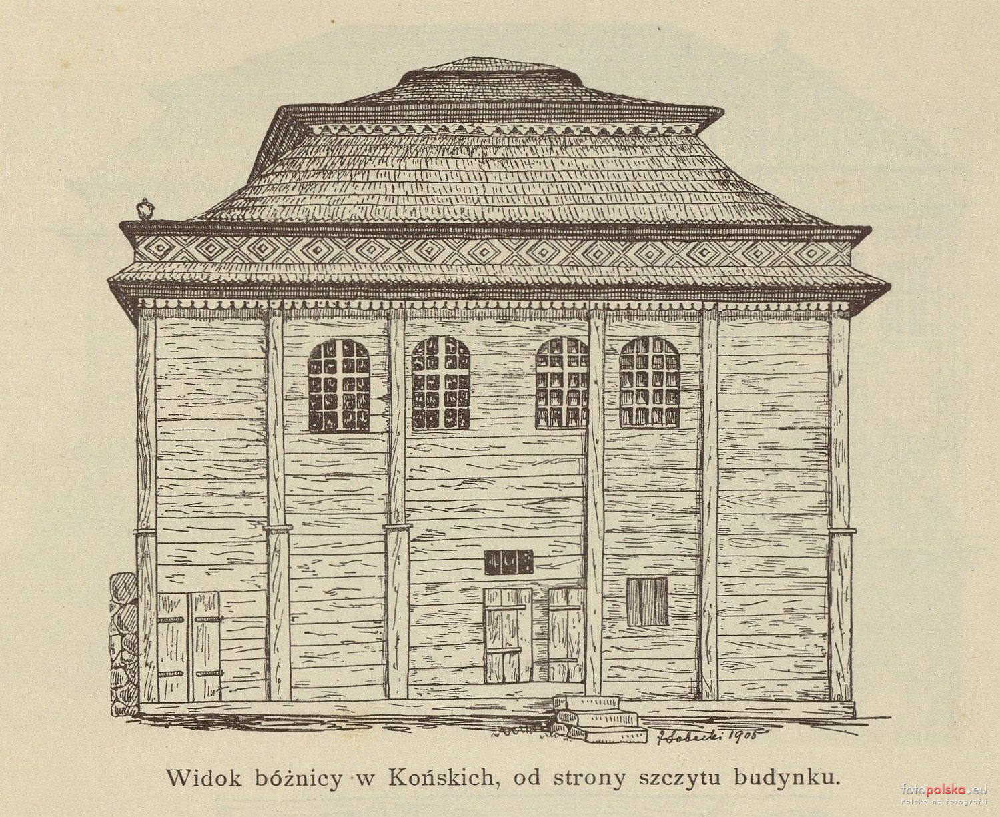 J Sobecki 1905
Widok bóżnicy w Końskich, od strony szczytu budynku.
fotopolska.eu
Polska na fotografii